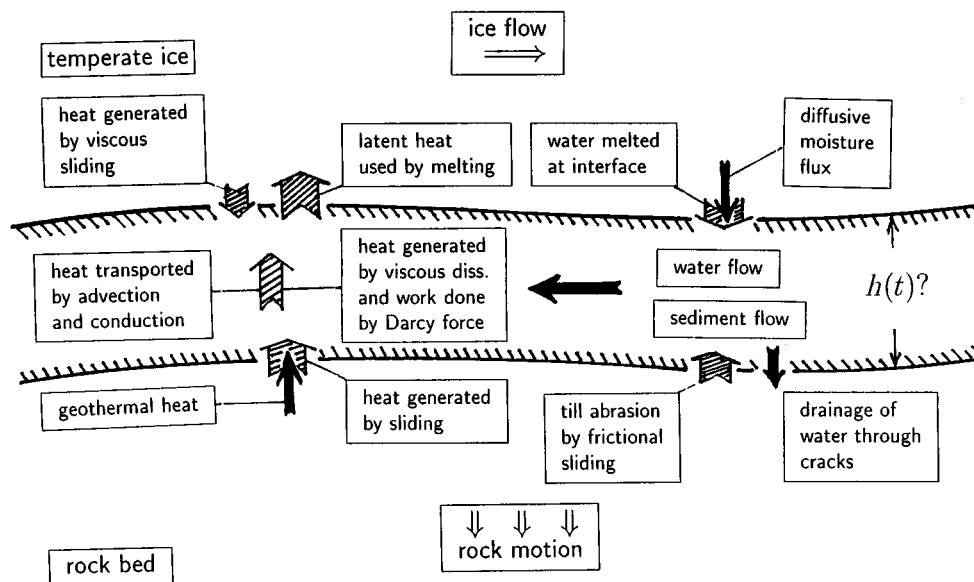 ice flow
temperate ice
heat generated
by viscous
sliding
latent heat
used by melting
water melted
at interface
diffusive
moisture
flux
heat transported
by advection
and conduction
heat generated
by viscous diss.
and work done
by Darcy force
water flow
sediment flow
h(t)?
geothermal heat
heat generated
by sliding
till abrasion
by frictional
sliding
drainage of
water through
cracks
rock motion
rock bed